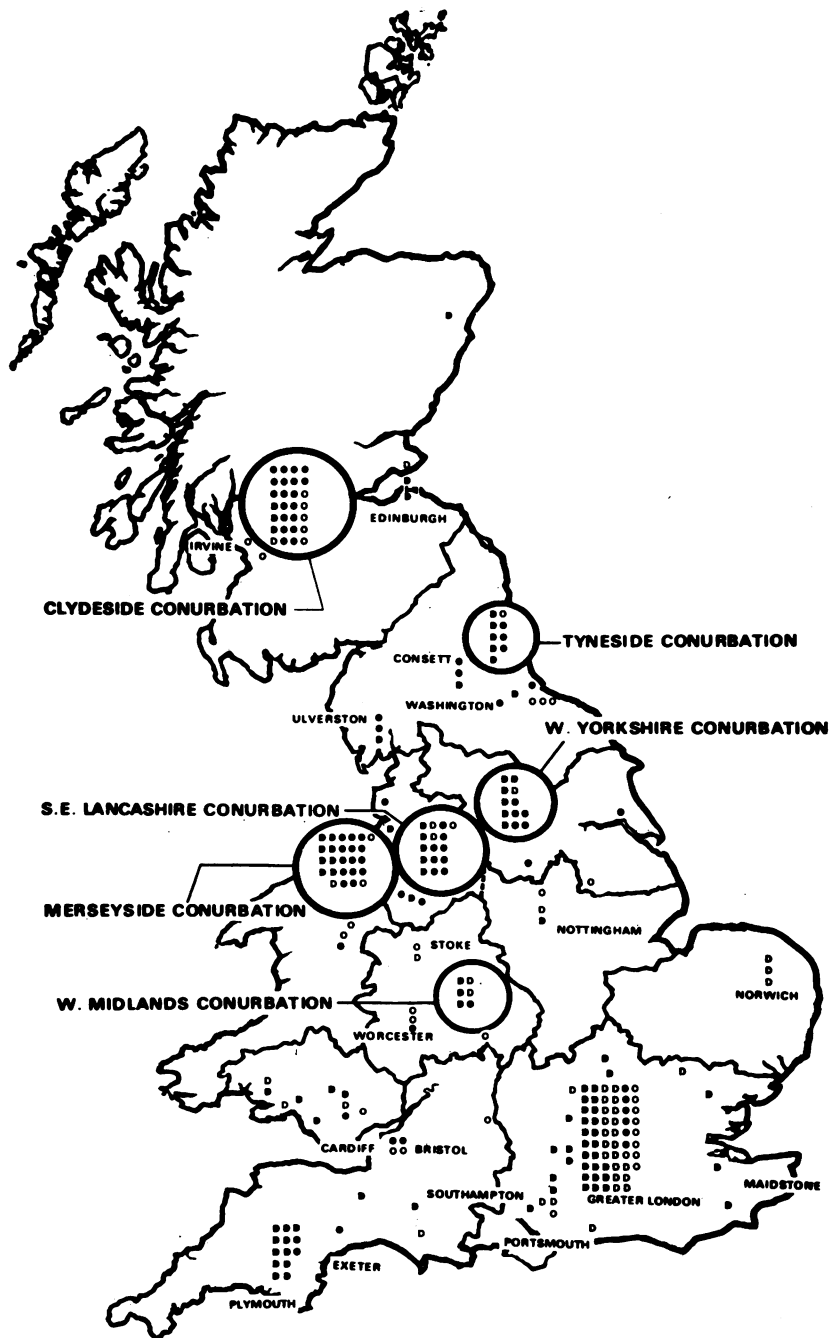 EDINBURGH
IRVINE
CLYDESIDE CONURBATION
TYNESIDE CONURBATION
CONSETT
WASHINGTON
ULVERSTON
W. YORKSHIRE CONURBATION
S.E. LANCASHIRE CONURBATION
MERSEYSIDE CONURBATION
NOTTINGHAM
STOKE
NORWICH
W. MIDLANDS CONURBATION
WORCESTER
CARDIFF
BRISTOL
MAIDSTONE
SOUTHAMPTON
GREATER LONDON
PORTSMOUTH
EXETER
PLYMOUTH